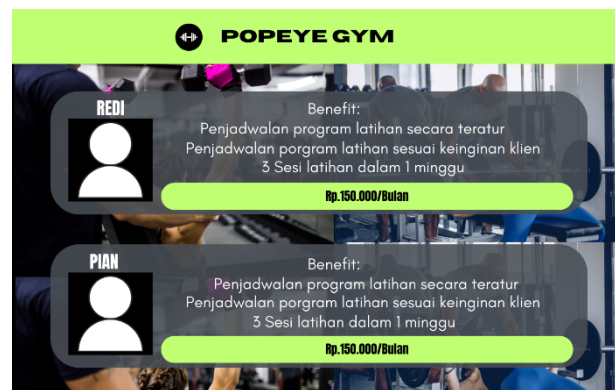 POPEYE GYM
REDI
Benefit:
Penjadwalan program latihan secara teratur
Penjadwalan porgram latihan sesuai keinginan klien
3 Sesi latihan dalam 1 minggu
Rp.150.000/Bulan
PIAN
Benefit:
Penjadwalan program latihan secara teratur
Penjadwalan porgram latihan sesuai keinginan klien
3 Sesi latihan dalam 1 minggu
Rp.150.000/Bulan